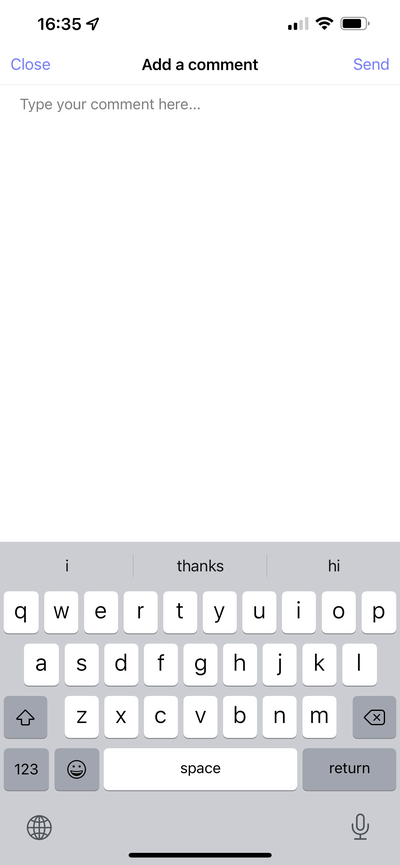 16:35
Close Add a comment Send
Type your comment here...
i thanks hi
q w e r t y u i o p
a s d f g h j k l
z x c v b n m
123 space return